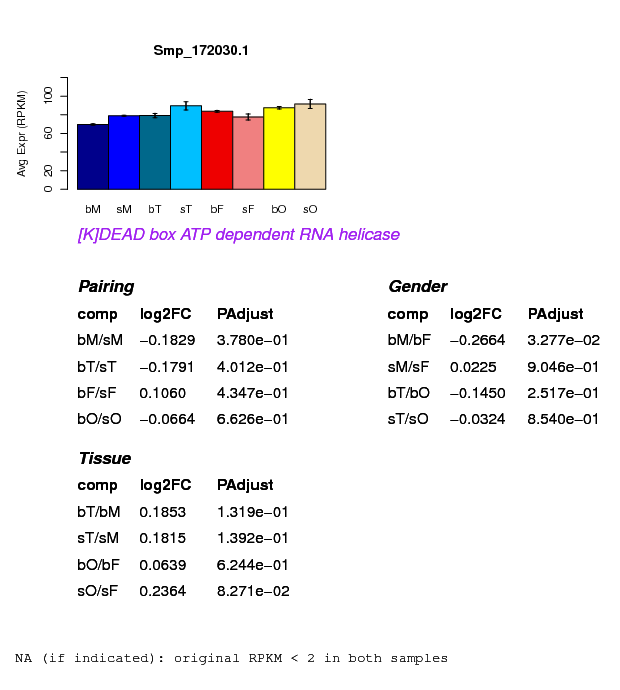 Smp_172030.1
Avg Expr (RPKM)
0 20 60 100
bM sM bT sT bF sF bO sO
[K]DEAD box ATP dependent RNA helicase
Pairing
comp log2FC PAdjust
bM/sM −0.1829 3.780e−01
bT/sT −0.1791 4.012e−01
bF/sF 0.1060 4.347e−01
bO/sO −0.0664 6.626e−01
Gender
comp log2FC PAdjust
bM/bF −0.2664 3.277e−02
sM/sF 0.0225 9.046e−01
bT/bO −0.1450 2.517e−01
sT/sO −0.0324 8.540e−01
Tissue
comp log2FC PAdjust
bT/bM 0.1853 1.319e−01
sT/sM 0.1815 1.392e−01
bO/bF 0.0639 6.244e−01
sO/sF 0.2364 8.271e−02
NA (if indicated): original RPKM < 2 in both samples